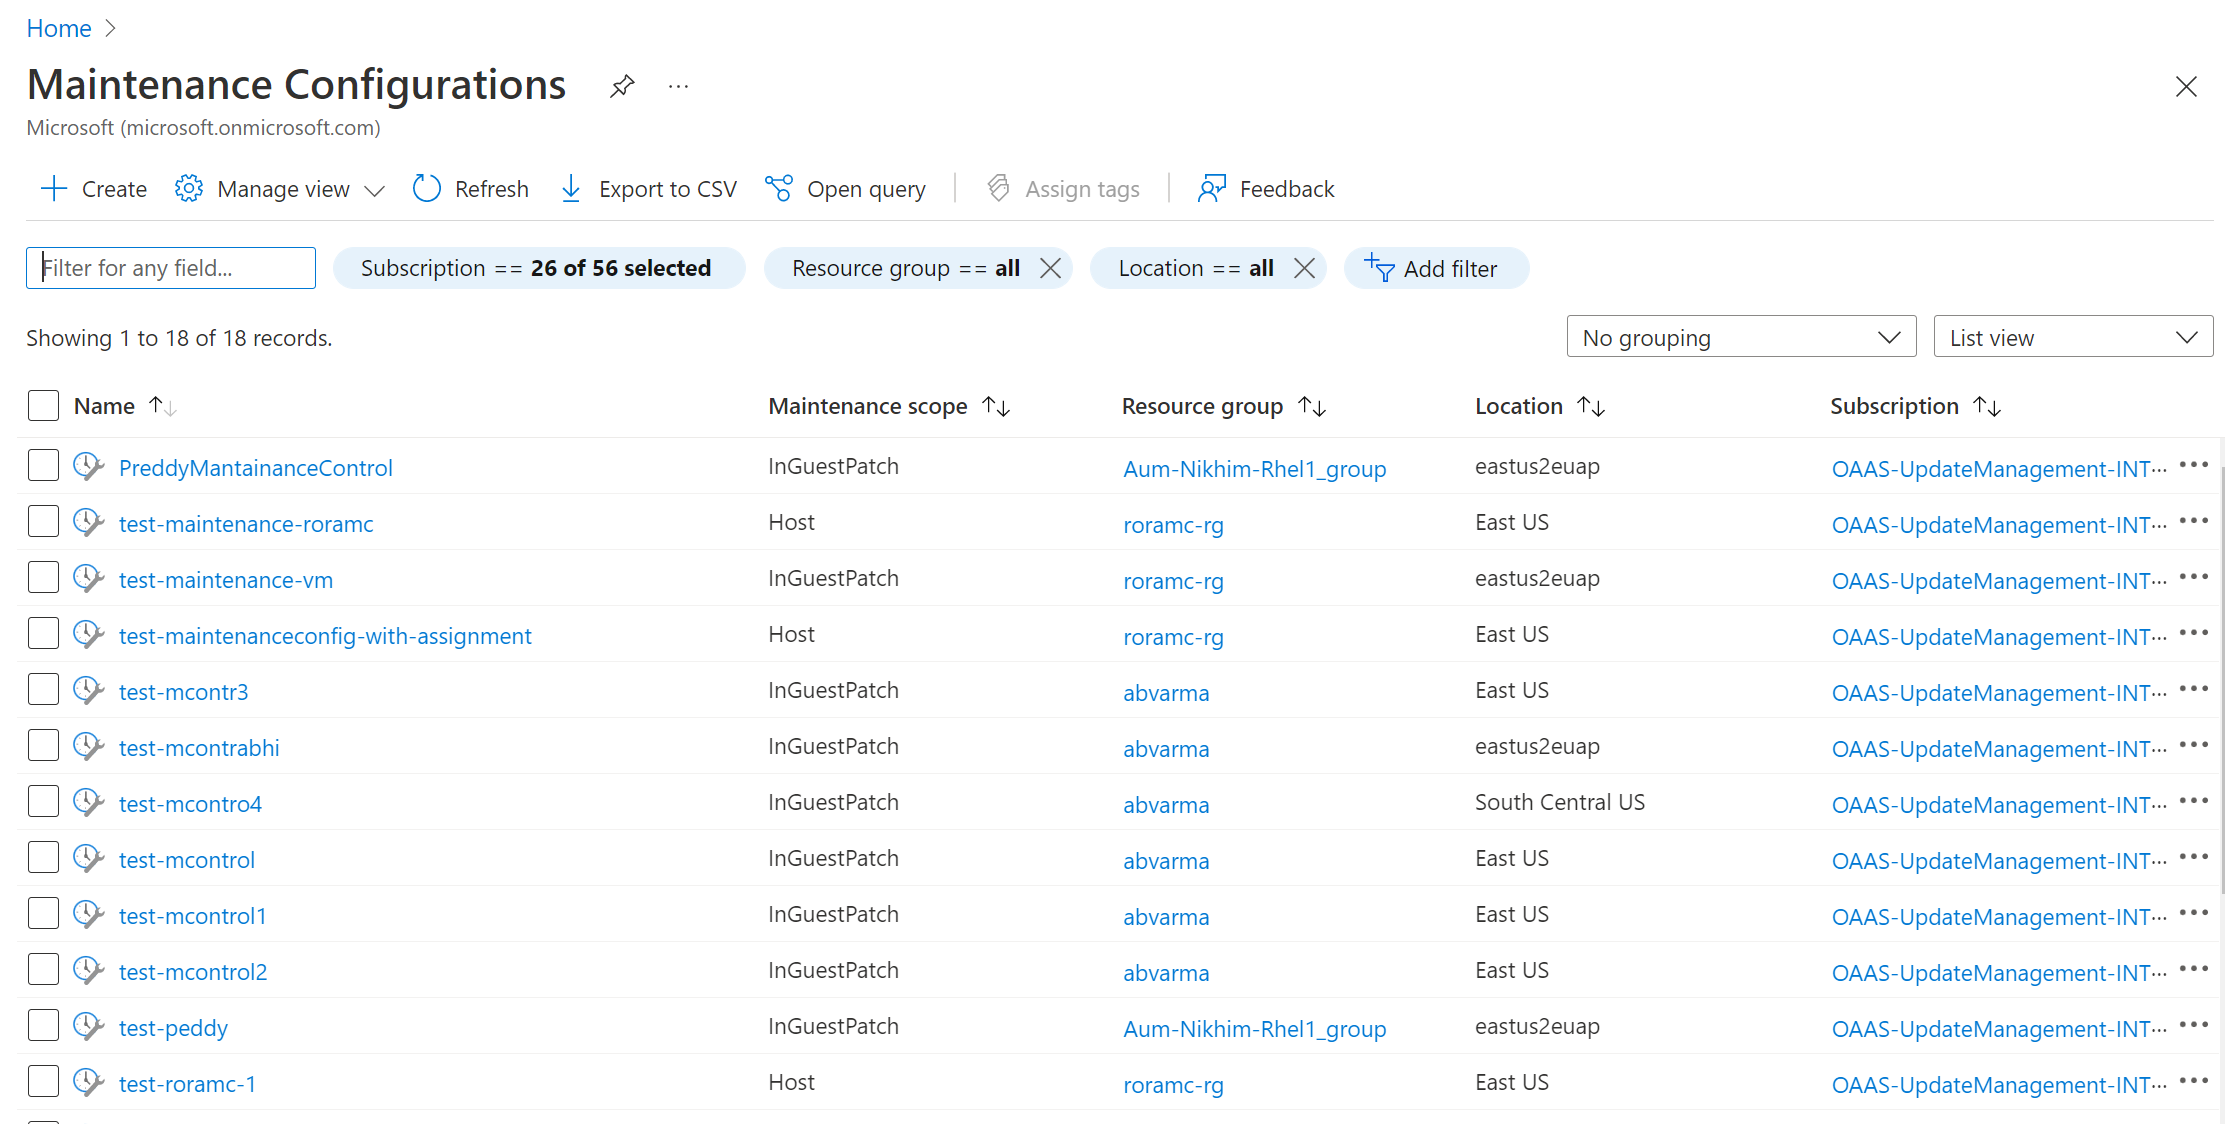 Home
Maintenance Configurations ...
Microsoft (microsoft.onmicrosoft.com)
Create Manage view Refresh Export to CSV Open query Assign tags Feedback
Filter for any field... Subscription == 26 of 56 selected Resource group == all Location == all Add filter
Showing 1 to 18 of 18 records. No grouping List view
Name Maintenance scope Resource group Location Subscription
PreddyMantainanceControl InGuestPatch Aum-Nikhim-Rhel1_group eastus2euap OAAS-UpdateManagement-INT...
test-maintenance-roramc Host roramc-rg East US OAAS-UpdateManagement-INT...
test-maintenance-vm InGuestPatch roramc-rg eastus2euap OAAS-UpdateManagement-INT...
test-maintenanceconfig-with-assignment Host roramc-rg East US OAAS-UpdateManagement-INT...
test-mcontr3 InGuestPatch abvarma East US OAAS-UpdateManagement-INT...
test-mcontrabhi InGuestPatch abvarma eastus2euap OAAS-UpdateManagement-INT...
test-mcontro4 InGuestPatch abvarma South Central US OAAS-UpdateManagement-INT...
test-mcontrol InGuestPatch abvarma East US OAAS-UpdateManagement-INT...
test-mcontrol1 InGuestPatch abvarma East US OAAS-UpdateManagement-INT...
test-mcontrol2 InGuestPatch abvarma East US OAAS-UpdateManagement-INT...
test-peddy InGuestPatch Aum-Nikhim-Rhel1_group eastus2euap OAAS-UpdateManagement-INT...
test-roramc-1 Host roramc-rg East US OAAS-UpdateManagement-INT...